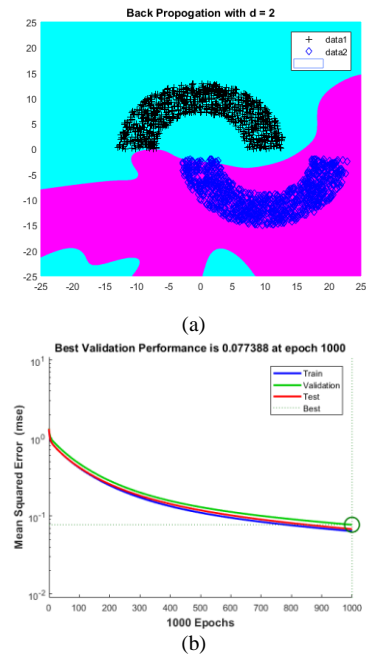 Back Propogation with d = 2
25
20
15
10
5
0
-5
-10
-15
-20
-25
-25 -20 -15 -10 -5 0 5 10 15 20 25
data1
data2
(a)
Best Validation Performance is 0.077388 at epoch 1000
Mean Squared Error (mse)
10^1
10^0
10^-1
10^-2
Train
Validation
Test
Best
0 100 200 300 400 500 600 700 800 900 1000
1000 Epochs
(b)